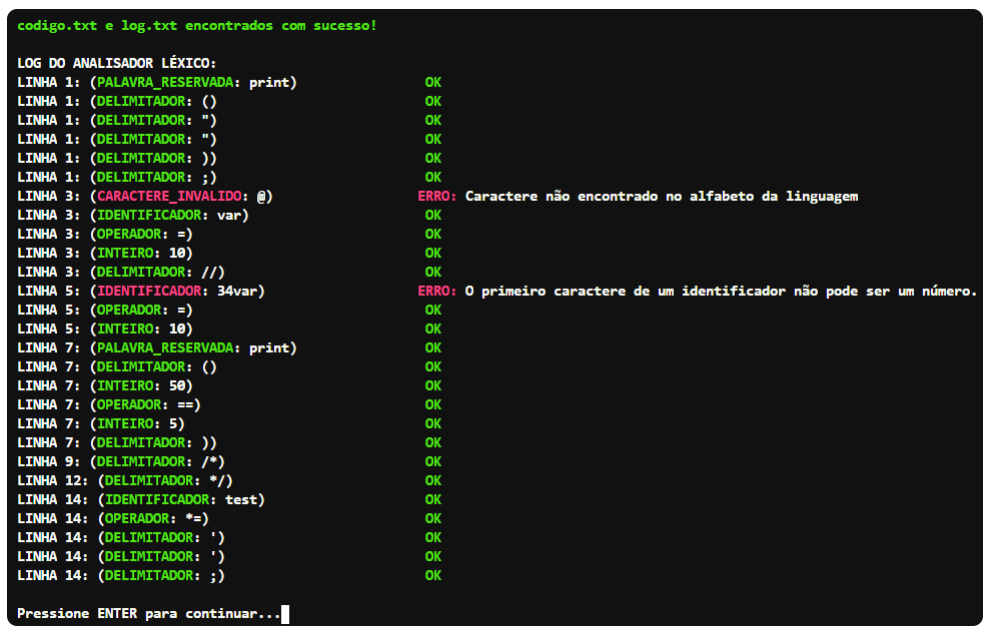 codigo.txt e log.txt encontrados com sucesso!
LOG DO ANALISADOR LÉXICO:
LINHA 1: (PALAVRA_RESERVADA: print) OK
LINHA 1: (DELIMITADOR: () OK
LINHA 1: (DELIMITADOR: ") OK
LINHA 1: (DELIMITADOR: ") OK
LINHA 1: (DELIMITADOR: )) OK
LINHA 1: (DELIMITADOR: ;) OK
LINHA 3: (CARACTERE_INVALIDO: @) ERRO: Caractere não encontrado no alfabeto da linguagem
LINHA 3: (IDENTIFICADOR: var) OK
LINHA 3: (OPERADOR: =) OK
LINHA 3: (INTEIRO: 10) OK
LINHA 3: (DELIMITADOR: //) OK
LINHA 5: (IDENTIFICADOR: 34var) ERRO: O primeiro caractere de um identificador não pode ser um número.
LINHA 5: (OPERADOR: =) OK
LINHA 5: (INTEIRO: 10) OK
LINHA 7: (PALAVRA_RESERVADA: print) OK
LINHA 7: (DELIMITADOR: () OK
LINHA 7: (INTEIRO: 50) OK
LINHA 7: (OPERADOR: ==) OK
LINHA 7: (INTEIRO: 5) OK
LINHA 7: (DELIMITADOR: )) OK
LINHA 9: (DELIMITADOR: /*) OK
LINHA 12: (DELIMITADOR: */) OK
LINHA 14: (IDENTIFICADOR: test) OK
LINHA 14: (OPERADOR: *=) OK
LINHA 14: (DELIMITADOR: ') OK
LINHA 14: (DELIMITADOR: ') OK
LINHA 14: (DELIMITADOR: ;) OK
Pressione ENTER para continuar...